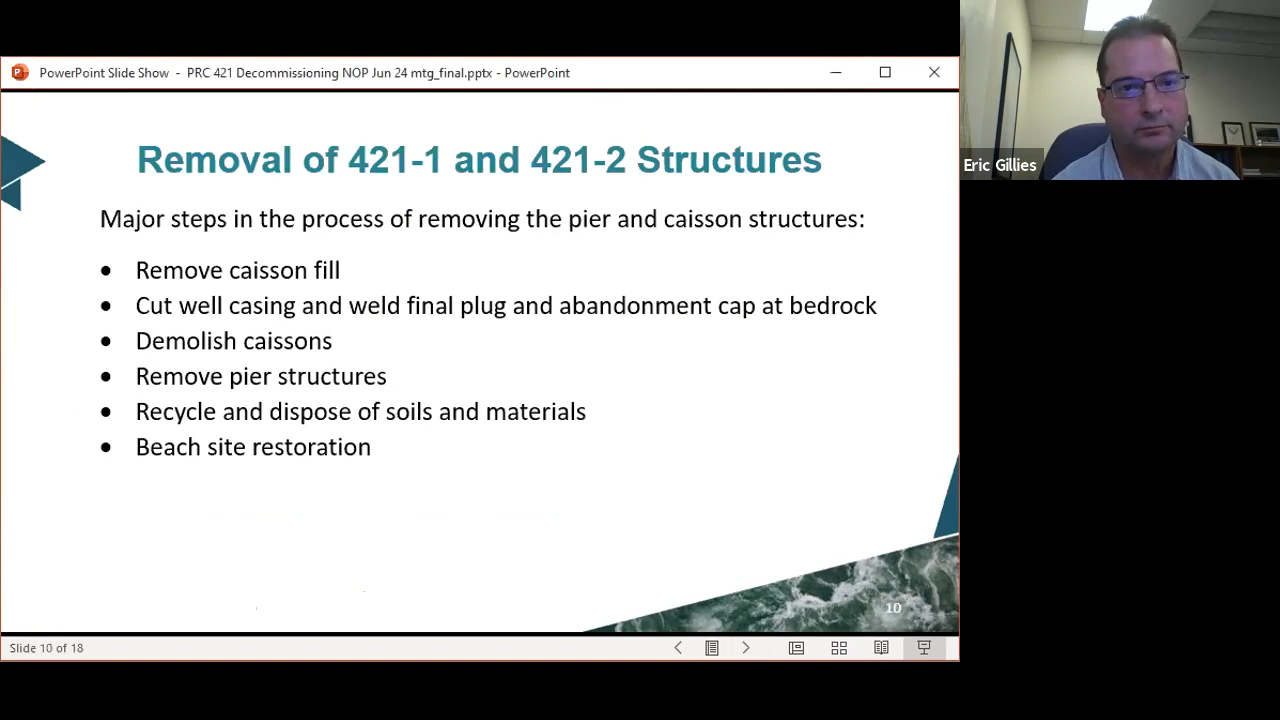 PowerPoint Slide Show - PRC 421 Decommissioning NOP Jun 24 mtg_final.pptx - PowerPoint
Removal of 421-1 and 421-2 Structures
Major steps in the process of removing the pier and caisson structures:
• Remove caisson fill
• Cut well casing and weld final plug and abandonment cap at bedrock
• Demolish caissons
• Remove pier structures
• Recycle and dispose of soils and materials
• Beach site restoration
10
Slide 10 of 18
Eric Gillies